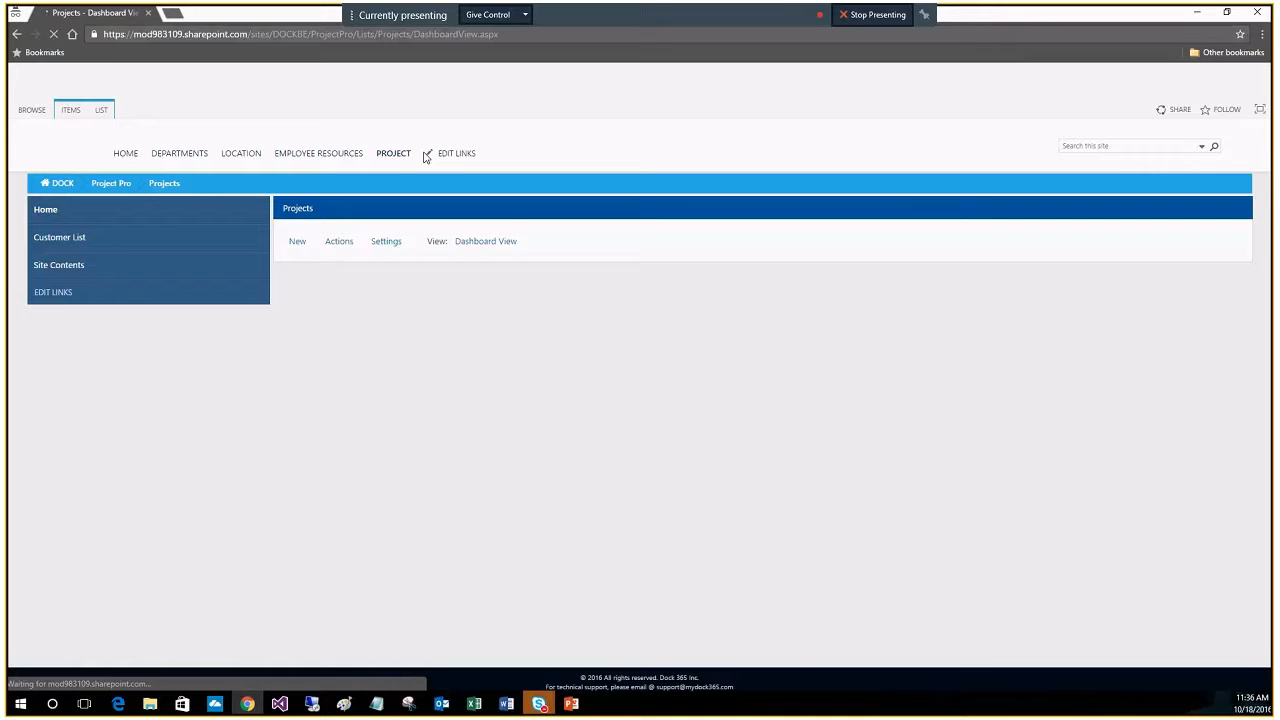 Projects - Dashboard Vie
Currently presenting
Give Control
Stop Presenting
https://mod983109.sharepoint.com/sites/DOCKBE/ProjectPro/Lists/Projects/DashboardView.aspx
Bookmarks
Other bookmarks
BROWSE ITEMS LIST
SHARE FOLLOW
HOME DEPARTMENTS LOCATION EMPLOYEE RESOURCES PROJECT EDIT LINKS
Search this site
DOCK Project Pro Projects
Home
Customer List
Site Contents
EDIT LINKS
Projects
New Actions Settings View: Dashboard View
© 2016 All rights reserved. Dock 365 Inc.
For technical support, please email @ support@mydock365.com
Waiting for mod983109.sharepoint.com...
11:36 AM
10/18/2016